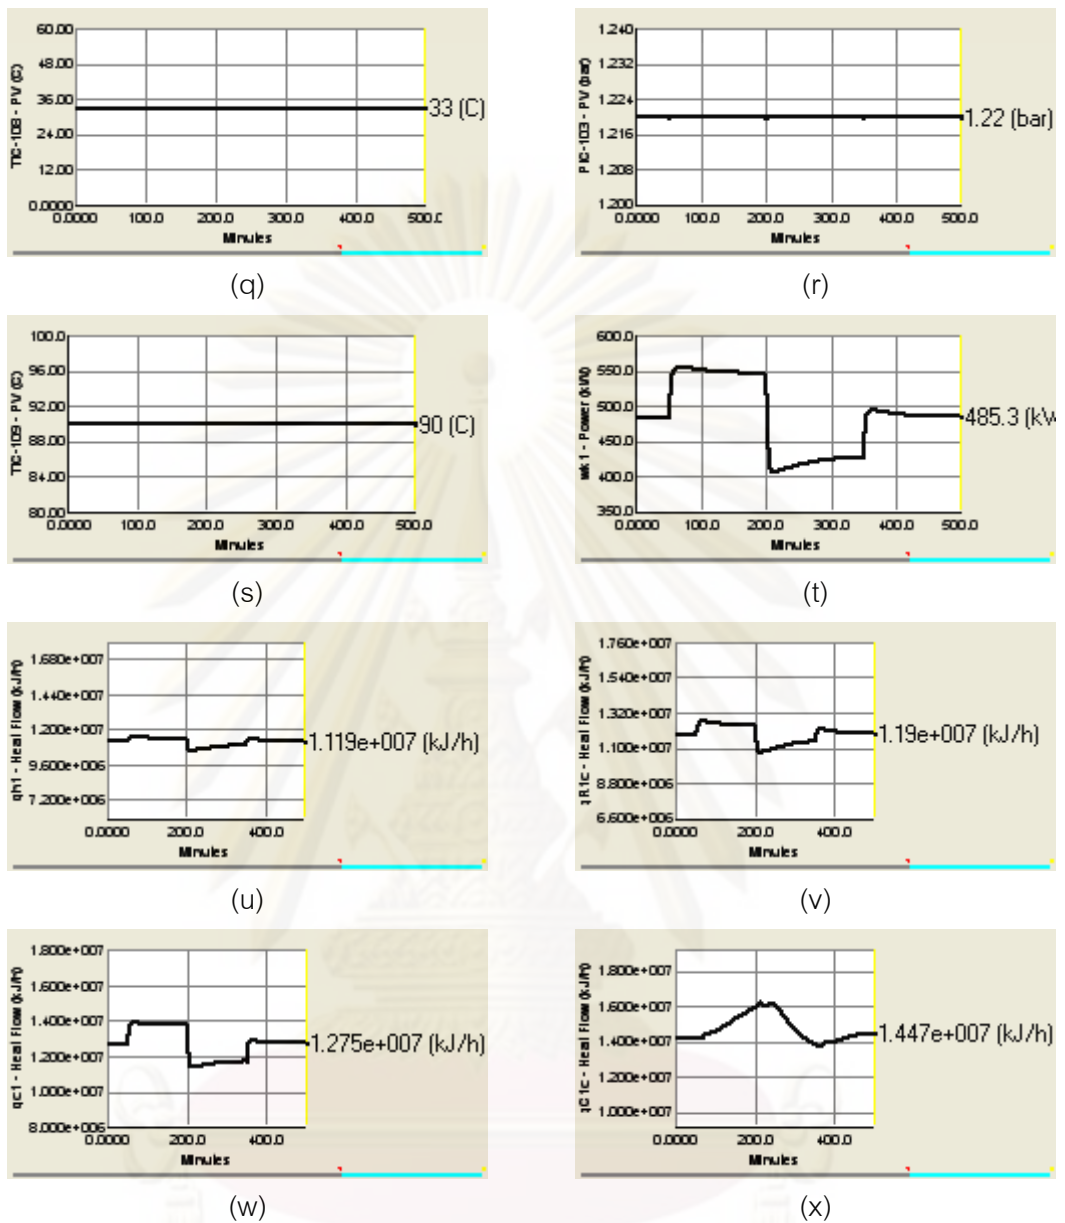 60.00
48.00
36.00
24.00
12.00
0.0000
TIC-108 - PV (C)
0.0000 100.0 200.0 300.0 400.0 500.0
Minutes
33 (C)
(q)
1.240
1.232
1.224
1.216
1.208
1.200
PIC-103 - PV (bar)
0.0000 100.0 200.0 300.0 400.0 500.0
Minutes
1.22 (bar)
(r)
100.0
96.00
92.00
88.00
84.00
80.00
TIC-109 - PV (C)
0.0000 100.0 200.0 300.0 400.0 500.0
Minutes
90 (C)
(s)
600.0
550.0
500.0
450.0
400.0
350.0
wk1 - Power (kW)
0.0000 100.0 200.0 300.0 400.0 500.0
Minutes
485.3 (kW
(t)
1.680e+007
1.440e+007
1.200e+007
9.600e+006
7.200e+006
qh1 - Heat Flow (kJ/h)
0.0000 200.0 400.0
Minutes
1.119e+007 (kJ/h)
(u)
1.760e+007
1.540e+007
1.320e+007
1.100e+007
8.800e+006
6.600e+006
qR1c - Heat Flow (kJ/h)
0.0000 200.0 400.0
Minutes
1.19e+007 (kJ/h)
(v)
1.800e+007
1.600e+007
1.400e+007
1.200e+007
1.000e+007
8.000e+006
qc1 - Heat Flow (kJ/h)
0.0000 200.0 400.0
Minutes
1.275e+007 (kJ/h)
(w)
1.800e+007
1.600e+007
1.400e+007
1.200e+007
1.000e+007
qC1c - Heat Flow (kJ/h)
0.0000 200.0 400.0
Minutes
1.447e+007 (kJ/h)
(x)